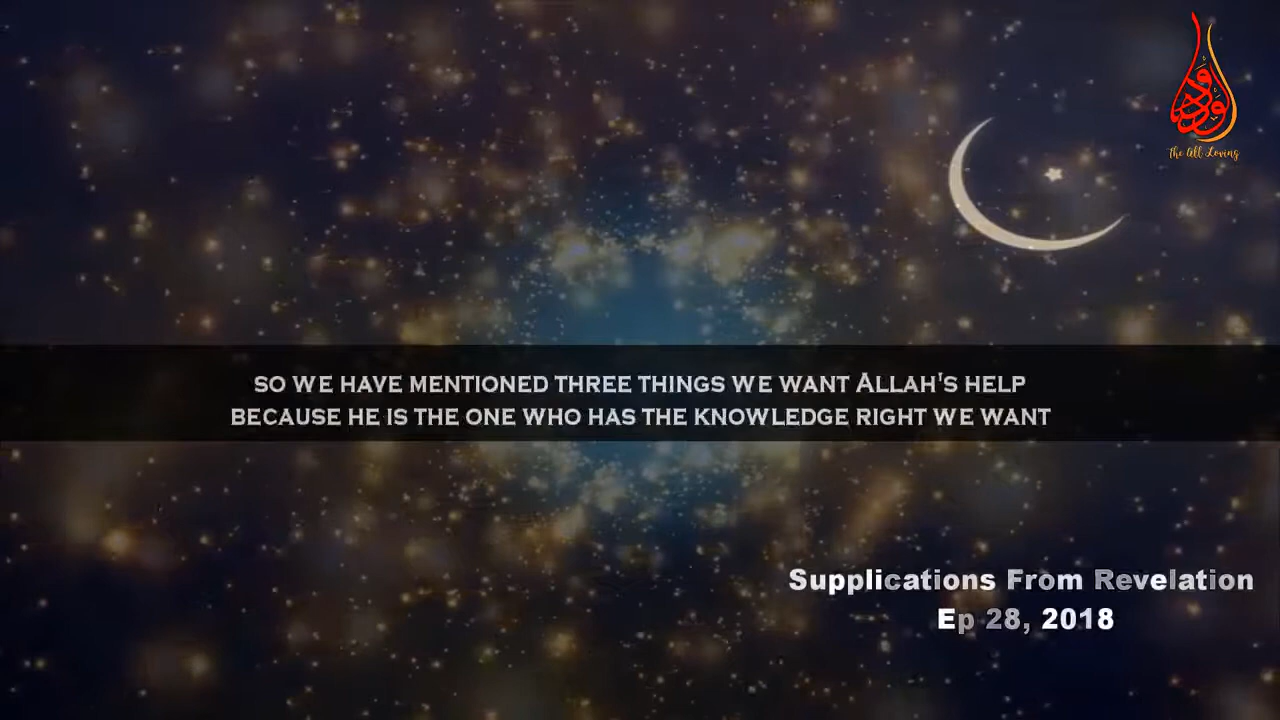 الودود
The All Loving
SO WE HAVE MENTIONED THREE THINGS WE WANT ALLAH'S HELP
BECAUSE HE IS THE ONE WHO HAS THE KNOWLEDGE RIGHT WE WANT
Supplications From Revelation
Ep 28, 2018